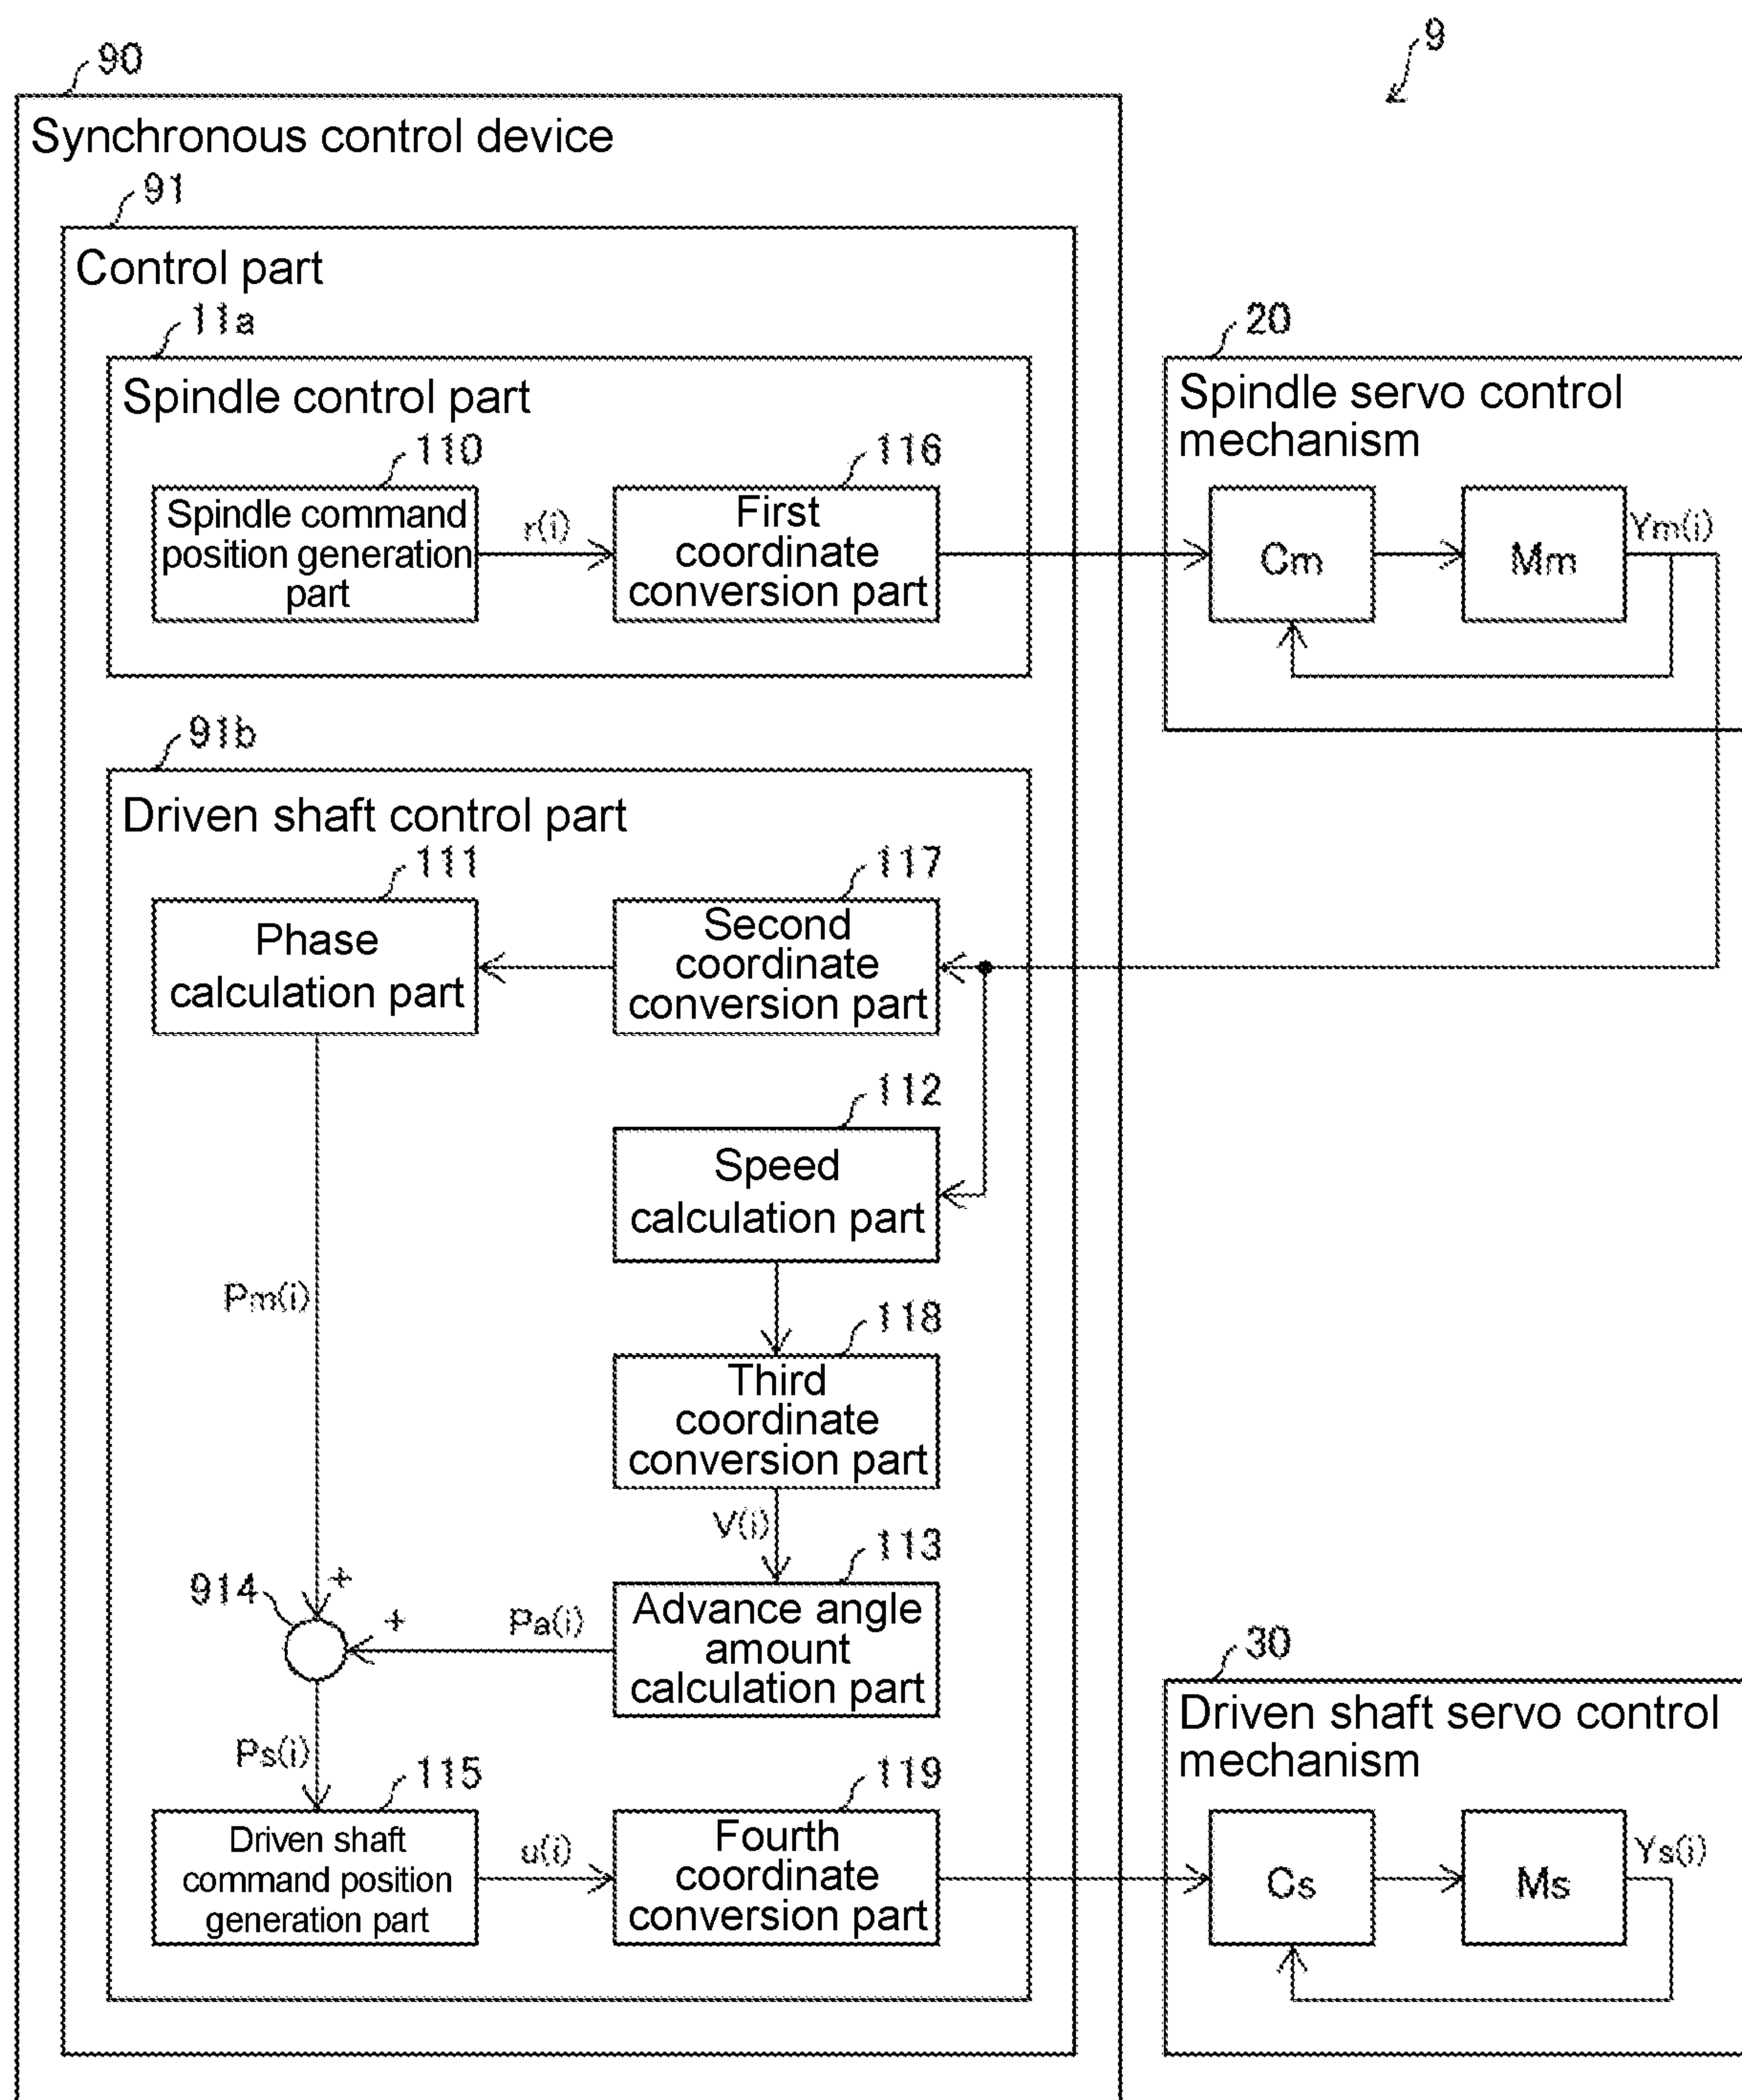 9
90
Synchronous control device
91
Control part
11a
Spindle control part
110
Spindle command
position generation
part
r(i)
116
First
coordinate
conversion part
20
Spindle servo control
mechanism
Cm
Mm
Ym(i)
91b
Driven shaft control part
111
Phase
calculation part
117
Second
coordinate
conversion part
112
Speed
calculation part
Pm(i)
118
Third
coordinate
conversion part
V(i)
113
Advance angle
amount
calculation part
914
+
+
Pa(i)
Ps(i)
115
Driven shaft
command position
generation part
u(i)
119
Fourth
coordinate
conversion part
30
Driven shaft servo control
mechanism
Cs
Ms
Ys(i)